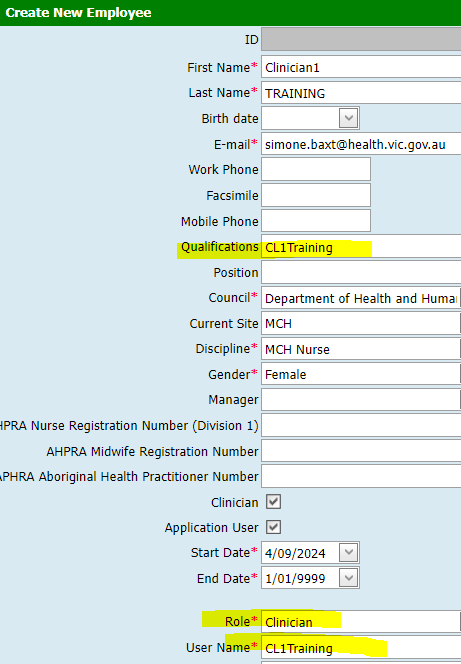 Create New Employee
ID
First Name* Clinician1
Last Name* TRAINING
Birth date
E-mail* simone.baxt@health.vic.gov.au
Work Phone
Facsimile
Mobile Phone
Qualifications CL1Training
Position
Council* Department of Health and Huma
Current Site MCH
Discipline* MCH Nurse
Gender* Female
Manager
HPRA Nurse Registration Number (Division 1)
AHPRA Midwife Registration Number
APHRA Aboriginal Health Practitioner Number
Clinician
Application User
Start Date* 4/09/2024
End Date* 1/01/9999
Role* Clinician
User Name* CL1Training